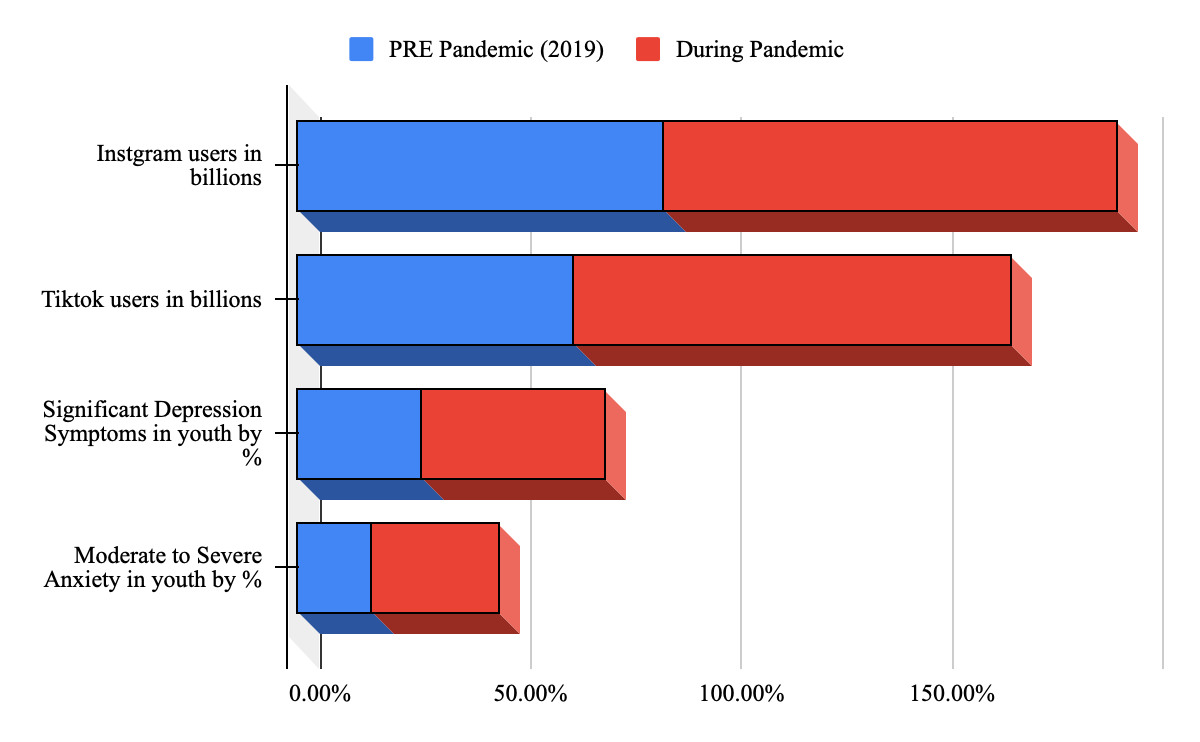 PRE Pandemic (2019)
During Pandemic
Instgram users in
billions
Tiktok users in billions
Significant Depression
Symptoms in youth by
%
Moderate to Severe
Anxiety in youth by %
0.00%
50.00%
100.00%
150.00%